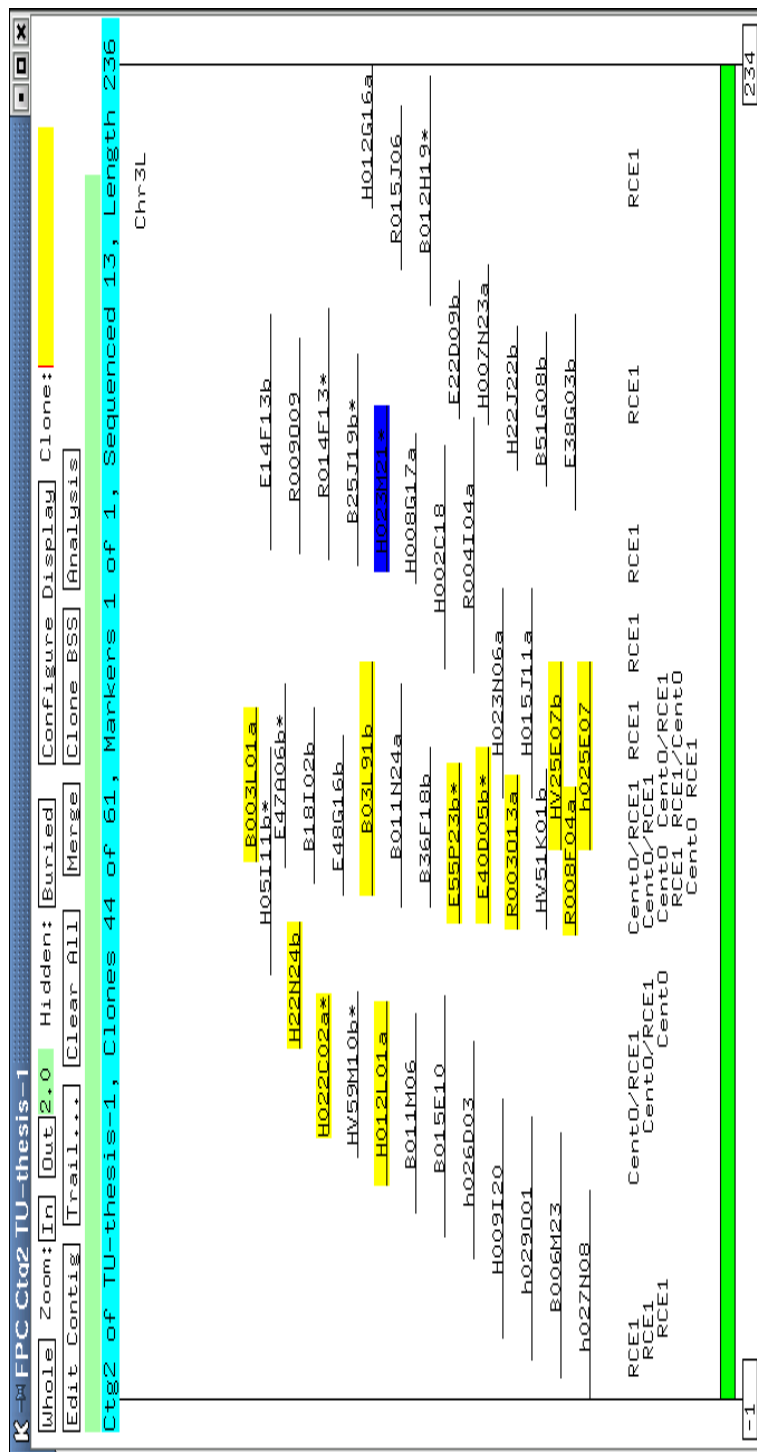 FPC Ctg2 TU-thesis-1
Whole Zoom: In Out 2.0 Hidden: Buried Configure Display Clone:
Edit Contig Trail... Clear All Merge Clone BSS Analysis
Ctg2 of TU-thesis-1, Clones 44 of 61, Markers 1 of 1, Sequenced 13, Length 236
Chr3L
B003L01a
H05I11b* E14F13b
E47A06b*
H22N24b R009O09
B18I02b
H022C02a* R014F13*
E48G16b
HV59M10b* B25J19b*
B03L91b H012G16a
H012L01a H023M21*
B011N24a R015J06
B011M06 H008G17a
B36F18b B012H19*
B015E10 H002C18
E55P23b* E22D09b
h026D03 R004I04a
E40D05b* H007N23a
H009I20 H023N06a
R003O13a H22J22b
h029O01 H015J11a
HV51K01b B51G08b
B006M23 HV25E07b
R008F04a E38G03b
h027N08 h025E07
RCE1 CentO/RCE1 CentO/RCE1 RCE1 RCE1 RCE1 RCE1 RCE1
RCE1 CentO/RCE1 CentO/RCE1
RCE1 CentO CentO CentO/RCE1
RCE1 RCE1/CentO
CentO RCE1
-1 234